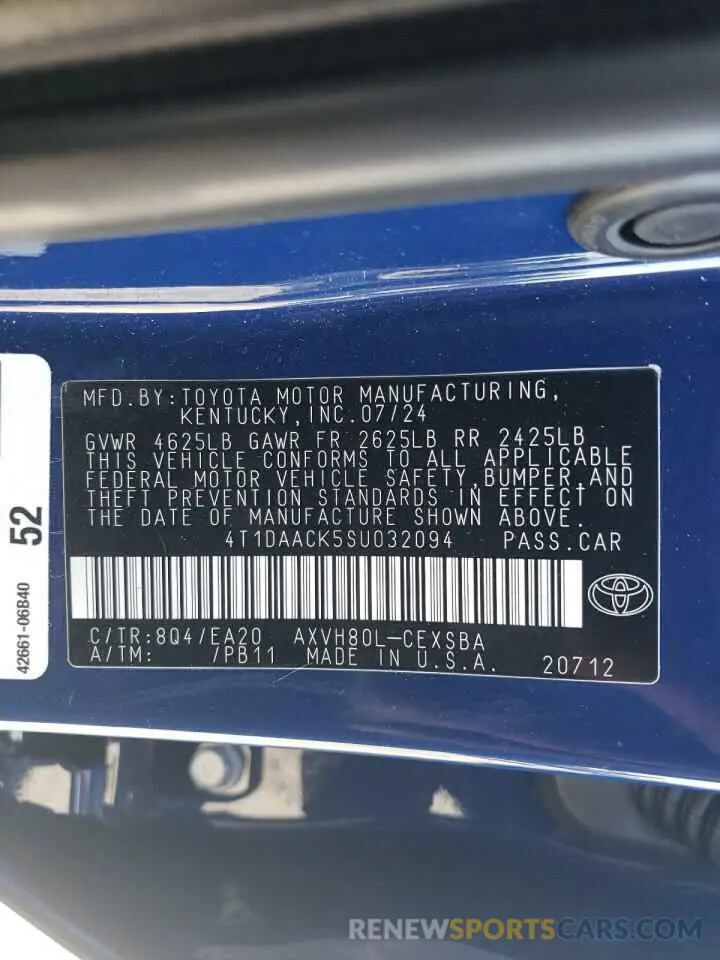 MFD.BY:TOYOTA MOTOR MANUFACTURING,
KENTUCKY,INC.07/24
GVWR 4625LB GAWR FR 2625LB RR 2425LB
THIS VEHICLE CONFORMS TO ALL APPLICABLE
FEDERAL MOTOR VEHICLE SAFETY,BUMPER,AND
THEFT PREVENTION STANDARDS IN EFFECT ON
THE DATE OF MANUFACTURE SHOWN ABOVE.
4T1DAACK5SU032094 PASS.CAR
C/TR:8Q4/EA20 AXVH80L-CEXSBA
A/TM: /PB11 MADE IN U.S.A. 20712
52
42661-06B40
RENEWSPORTSCARS.COM